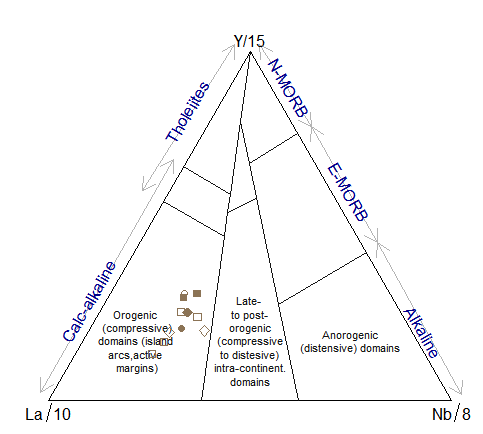 Y/15
Tholeiites
N-MORB
E-MORB
Calc-alkaline
Alkaline
Orogenic
(compressive)
domains (island
arcs,active
margins)
Late-
to post-
orogenic
(compressive
to distesive)
intra-continent.
domains
Anorogenic
(distensive) domains
La/10
Nb/8